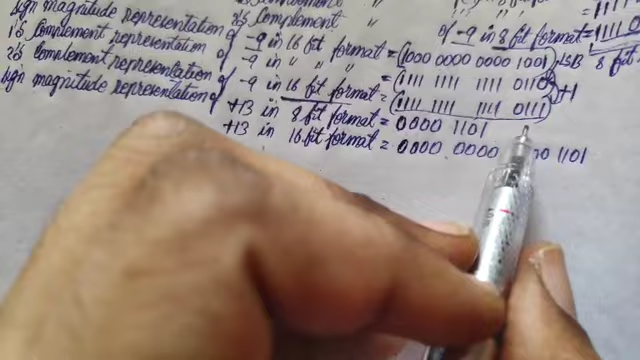 sign magnitude representation of 2's Complement " " " =1111
1's Complement representation of -9 in 16 bit format = (1000 0000 0000 1001)
2's Complement representation of -9 in " " " = (1111 1111 1111 0110) +1
sign magnitude representation of -9 in 16 bit format = (1111 1111 1111 0111)
+13 in 8 bit format = 0000 1101
+13 in 16 bit format = 0000 0000 00 1101
of -9 in 8 bit format = 1111
8 bit